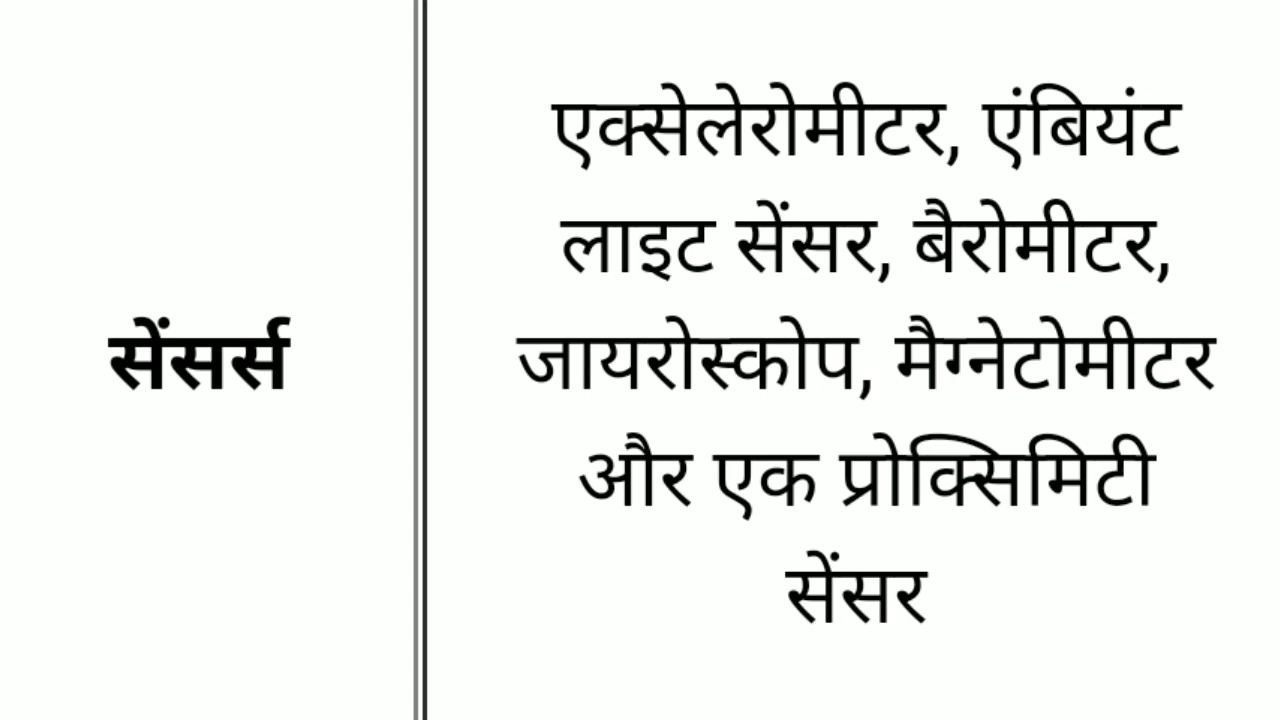 सेंसर्स
एक्सेलेरोमीटर, एंबियंट
लाइट सेंसर, बैरोमीटर,
जायरोस्कोप, मैग्नेटोमीटर
और एक प्रोक्सिमिटी
सेंसर